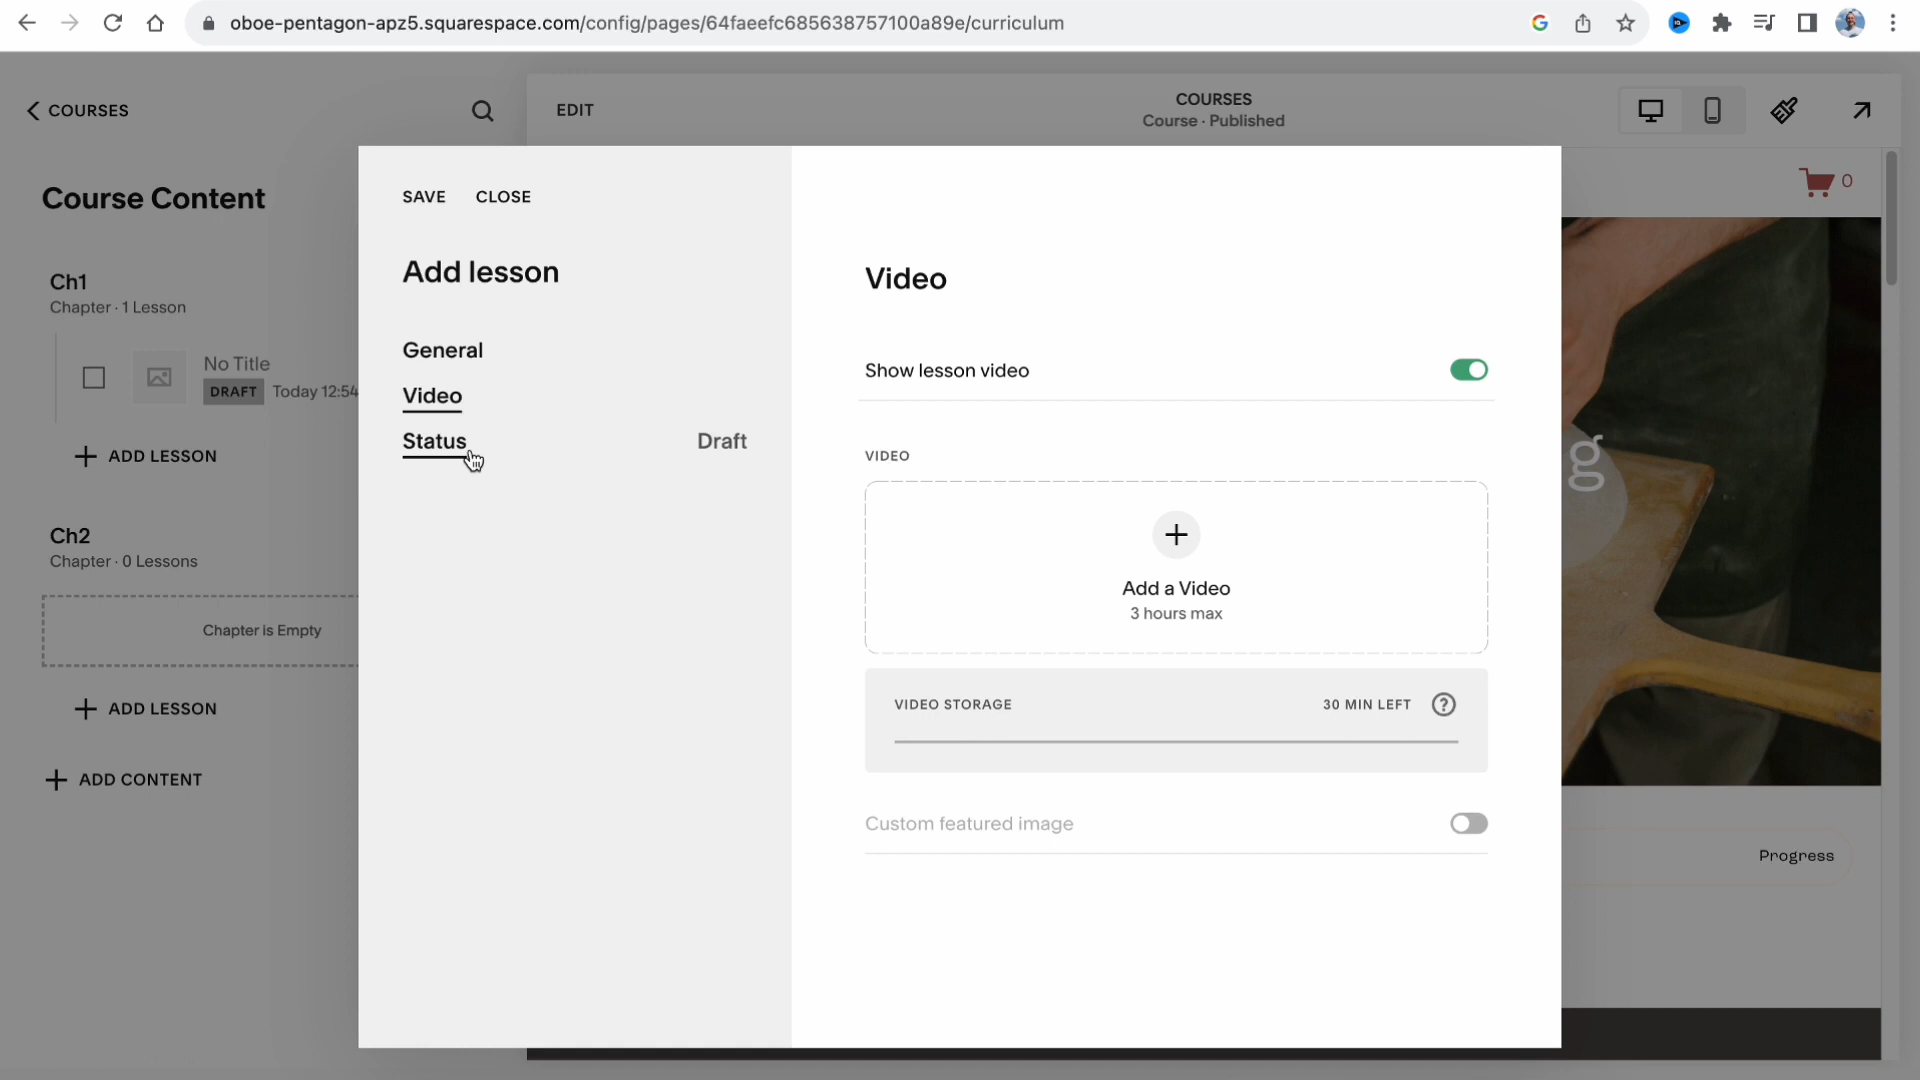 oboe-pentagon-apz5.squarespace.com/config/pages/64faeefc685638757100a89e/curriculum
COURSES
EDIT
COURSES
Course · Published
Course Content
0
Ch1
Chapter · 1 Lesson
No Title
DRAFT Today 12:54
+ ADD LESSON
Ch2
Chapter · 0 Lessons
Chapter is Empty
+ ADD LESSON
+ ADD CONTENT
SAVE CLOSE
Add lesson
General
Video
Status Draft
Video
Show lesson video
VIDEO
+
Add a Video
3 hours max
VIDEO STORAGE 30 MIN LEFT ?
Custom featured image
g
Progress